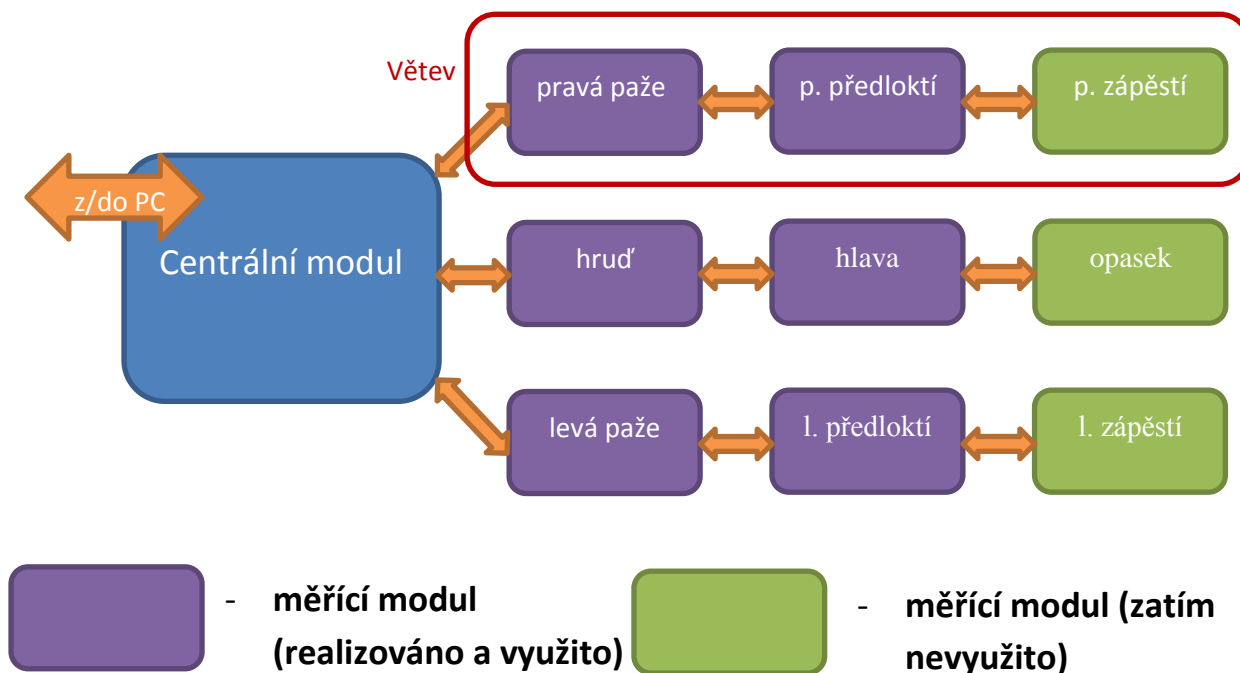 Větev
pravá paže
p. předloktí
p. zápěstí
z/do PC
Centrální modul
hruď
hlava
opasek
levá paže
l. předloktí
l. zápěstí
- měřící modul
(realizováno a využito)
- měřící modul (zatím
nevyužito)